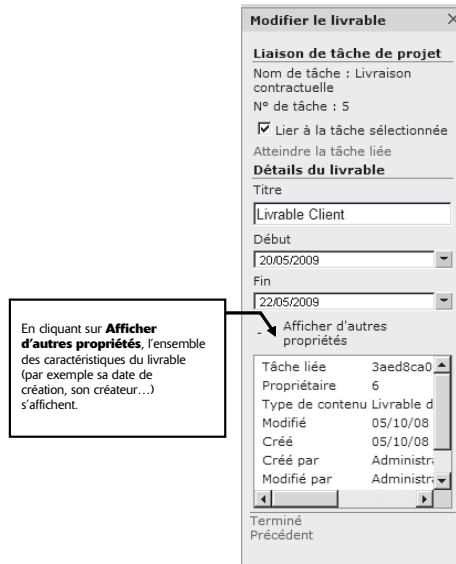 Modifier le livrable
Liaison de tâche de projet
Nom de tâche : Livraison
contractuelle
N° de tâche : 5
Lier à la tâche sélectionnée
Atteindre la tâche liée
Détails du livrable
Titre
Livrable Client
Début
20/05/2009
Fin
22/05/2009
- Afficher d'autres
propriétés
En cliquant sur Afficher
d'autres propriétés, l'ensemble
des caractéristiques du livrable
(par exemple sa date de
création, son créateur…)
s'affichent.
Tâche liée 3aed8ca0
Propriétaire 6
Type de contenu Livrable d
Modifié 05/10/08
Créé 05/10/08
Créé par Administr
Modifié par Administr
Terminé
Précédent